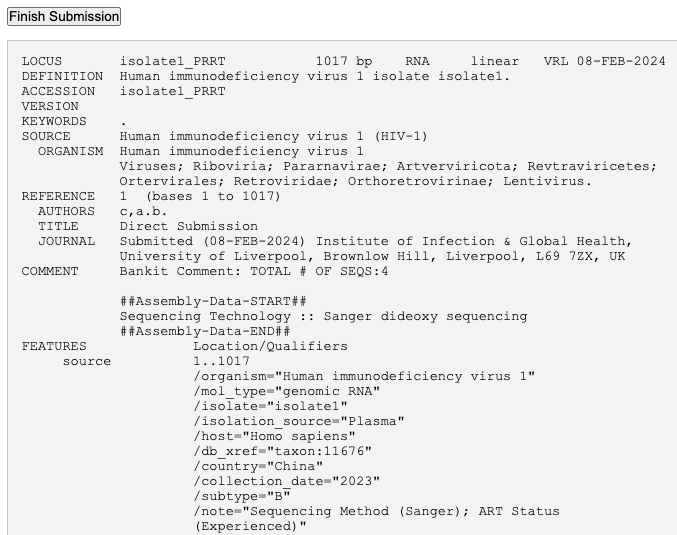 Finish Submission
LOCUS isolate1_PRRT 1017 bp RNA linear VRL 08-FEB-2024
DEFINITION Human immunodeficiency virus 1 isolate isolate1.
ACCESSION isolate1_PRRT
VERSION
KEYWORDS .
SOURCE Human immunodeficiency virus 1 (HIV-1)
ORGANISM Human immunodeficiency virus 1
Viruses; Riboviria; Pararnavirae; Artverviricota; Revtraviricetes;
Ortervirales; Retroviridae; Orthoretrovirinae; Lentivirus.
REFERENCE 1 (bases 1 to 1017)
AUTHORS c,a.b.
TITLE Direct Submission
JOURNAL Submitted (08-FEB-2024) Institute of Infection & Global Health,
University of Liverpool, Brownlow Hill, Liverpool, L69 7ZX, UK
COMMENT Bankit Comment: TOTAL # OF SEQS:4
##Assembly-Data-START##
Sequencing Technology :: Sanger dideoxy sequencing
##Assembly-Data-END##
FEATURES Location/Qualifiers
source 1..1017
/organism="Human immunodeficiency virus 1"
/mol_type="genomic RNA"
/isolate="isolate1"
/isolation_source="Plasma"
/host="Homo sapiens"
/db_xref="taxon:11676"
/country="China"
/collection_date="2023"
/subtype="B"
/note="Sequencing Method (Sanger); ART Status
(Experienced)"